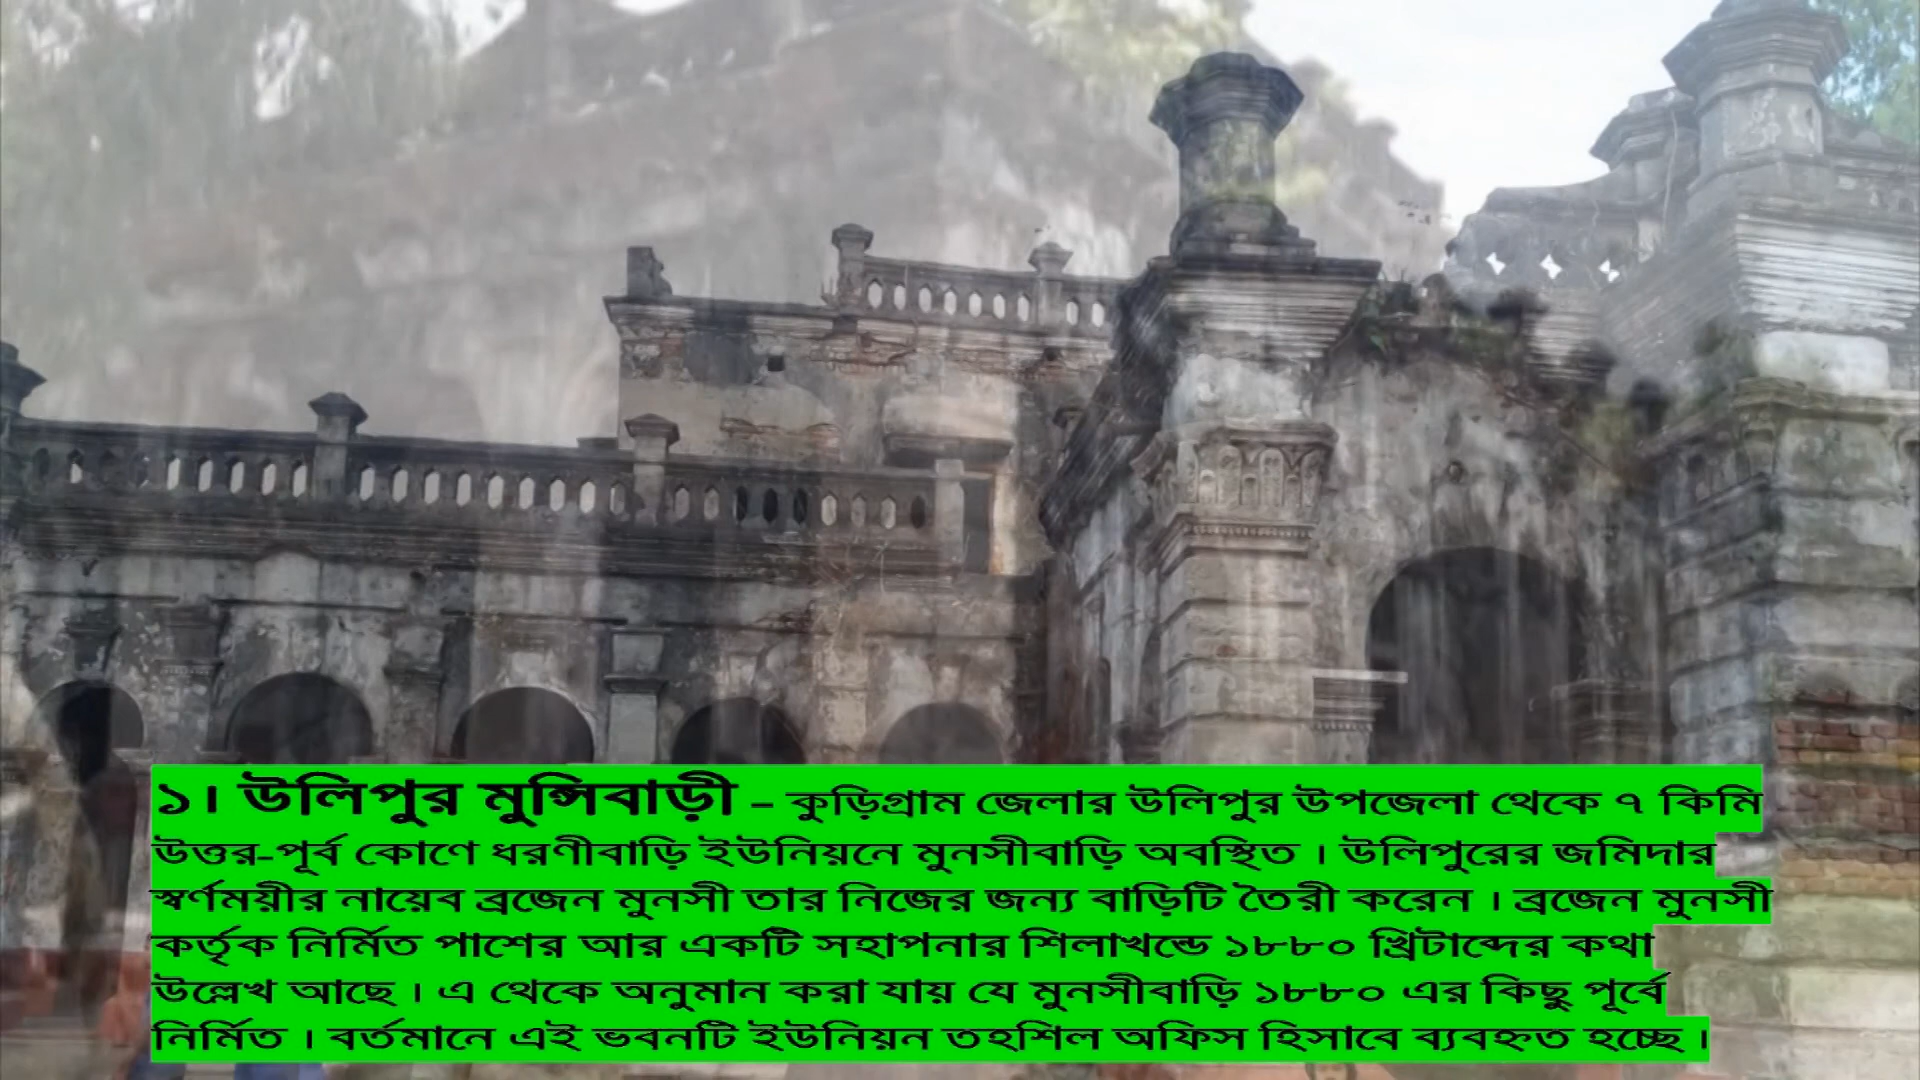 ১। উলিপুর মুন্সিবাড়ী – কুড়িগ্রাম জেলার উলিপুর উপজেলা থেকে ৭ কিমি
উত্তর-পূর্ব কোণে ধরণীবাড়ি ইউনিয়নে মুনসীবাড়ি অবস্থিত । উলিপুরের জমিদার
স্বর্ণময়ীর নায়েব ব্রজেন মুনসী তার নিজের জন্য বাড়িটি তৈরী করেন । ব্রজেন মুনসী
কর্তৃক নির্মিত পাশের আর একটি সহাপনার শিলাখন্ডে ১৮৮০ খ্রিটাব্দের কথা
উল্লেখ আছে । এ থেকে অনুমান করা যায় যে মুনসীবাড়ি ১৮৮০ এর কিছু পূর্বে
নির্মিত । বর্তমানে এই ভবনটি ইউনিয়ন তহশিল অফিস হিসাবে ব্যবহ্নত হচ্ছে ।